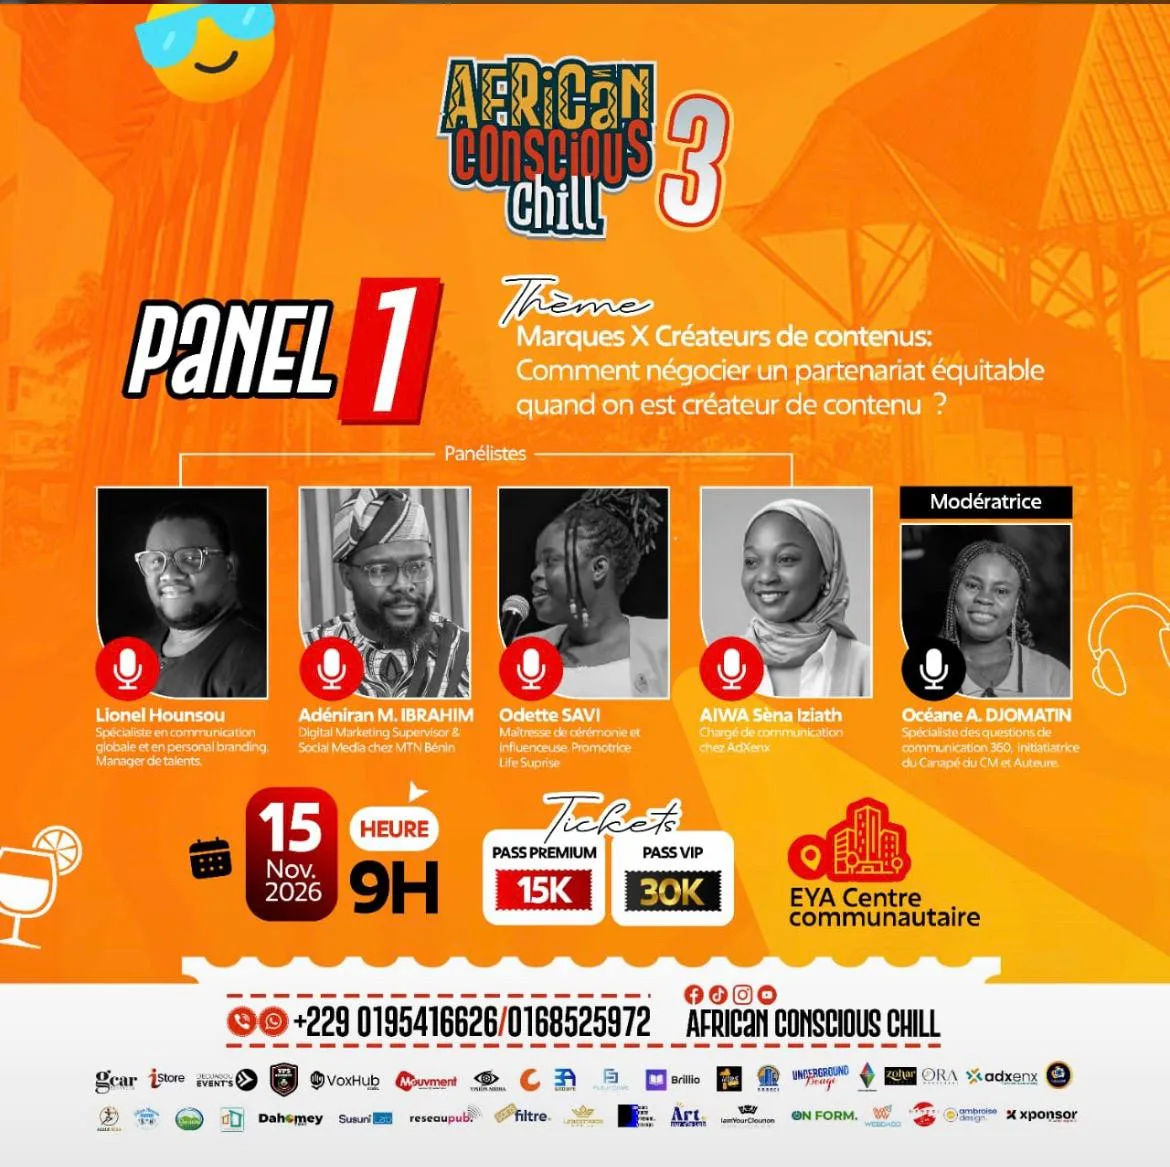 AFRICAN
CONSCIOUS
chill
3
PANEL 1
Thème
Marques X Créateurs de contenus:
Comment négocier un partenariat équitable
quand on est créateur de contenu ?
Panélistes
Modératrice
Lionel Hounsou
Spécialiste en communication
globale et en personal branding.
Manager de talents.
Adéniran M. IBRAHIM
Digital Marketing Supervisor &
Social Media chez MTN Bénin
Odette SAVI
Maîtresse de cérémonie et
influenceuse. Promotrice
Life Suprise
AIWA Sèna Iziath
Chargé de communication
chez AdXenx
Océane A. DJOMATIN
Spécialiste des questions de
communication 360, initiatiatrice
du Canapé du CM et Auteure.
15
Nov.
2026
HEURE
9H
Tickets
PASS PREMIUM
15K
PASS VIP
30K
EYA Centre
communautaire
+229 0195416626/0168525972
AFRICAN CONSCIOUS CHILL
gcar iStore EVENT'S VoxHub Mouvment Brillio UNDERGROUND Bougi zohar ORA adxenx
Dahomey Susuni reseaupub. filtre. Art. IamYourClounon ON FORM. ambroise design. xponsor